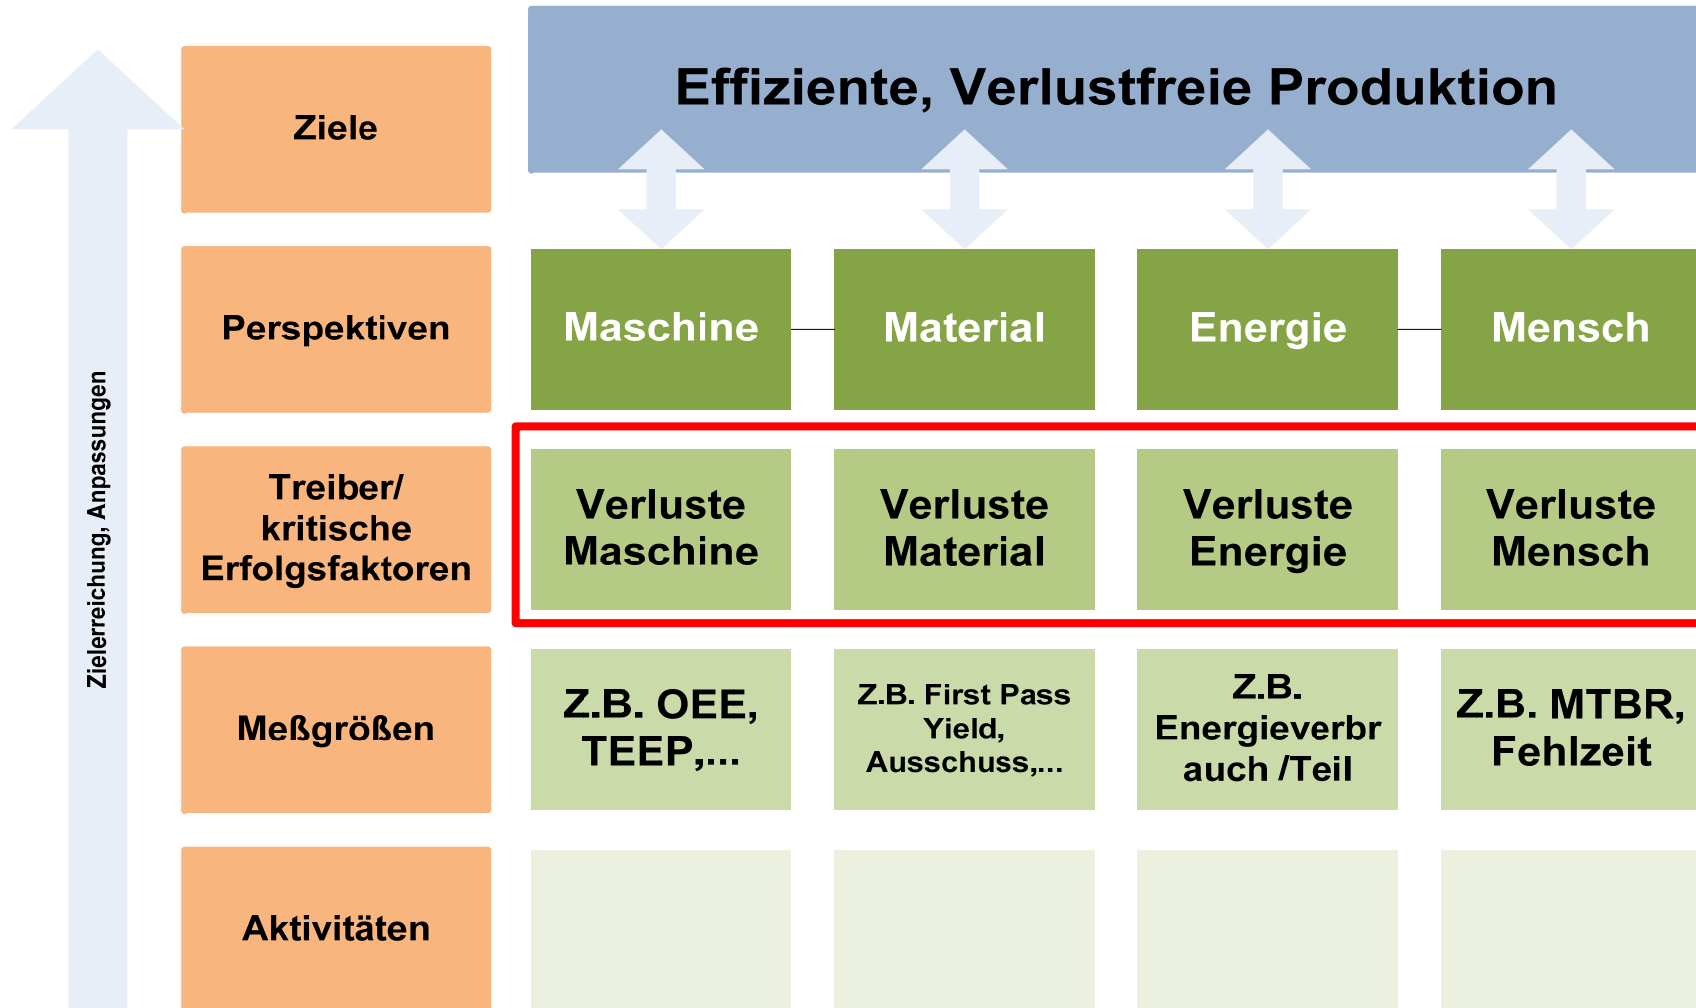 Effiziente, Verlustfreie Produktion
Ziele
Perspektiven
Maschine
Material
Energie
Mensch
Zielerreichung, Anpassungen
Treiber/
kritische
Erfolgsfaktoren
Verluste
Maschine
Verluste
Material
Verluste
Energie
Verluste
Mensch
Meßgrößen
Z.B. OEE,
TEEP,...
Z.B. First Pass
Yield,
Ausschuss,...
Z.B.
Energieverbr
auch /Teil
Z.B. MTBR,
Fehlzeit
Aktivitäten